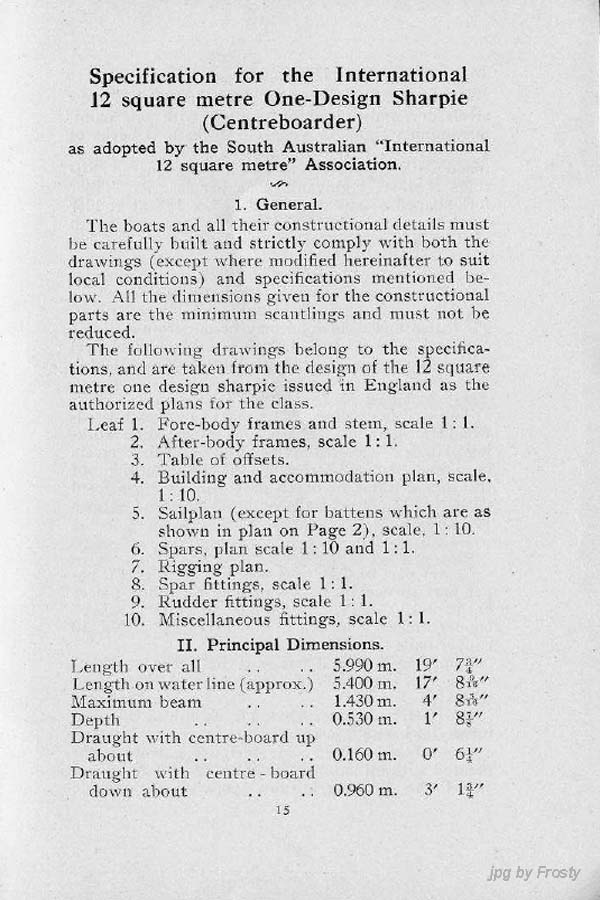 Specification for the International
12 square metre One-Design Sharpie
(Centreboarder)
as adopted by the South Australian "International
12 square metre" Association.
1. General.
The boats and all their constructional details must
be carefully built and strictly comply with both the
drawings (except where modified hereinafter to suit
local conditions) and specifications mentioned be-
low. All the dimensions given for the constructional
parts are the minimum scantlings and must not be
reduced.
The following drawings belong to the specifica-
tions, and are taken from the design of the 12 square
metre one design sharpie issued in England as the
authorized plans for the class.
Leaf 1. Fore-body frames and stem, scale 1 : 1.
2. After-body frames, scale 1 : 1.
3. Table of offsets.
4. Building and accommodation plan, scale,
1 : 10.
5. Sailplan (except for battens which are as
shown in plan on Page 2), scale, 1 : 10.
6. Spars, plan scale 1 : 10 and 1 : 1.
7. Rigging plan.
8. Spar fittings, scale 1 : 1.
9. Rudder fittings, scale 1 : 1.
10. Miscellaneous fittings, scale 1 : 1.
II. Principal Dimensions.
Length over all .. .. 5.990 m. 19′ 7¾″
Length on water line (approx.) 5.400 m. 17′
Maximum beam .. .. 1.430 m. 4′
Depth .. .. .. 0.530 m. 1′
Draught with centre-board up
about .. .. .. 0.160 m. 0′ 6¼″
Draught with centre-board
down about .. .. 0.960 m. 3′ 1¾″
15
jpg by Frosty